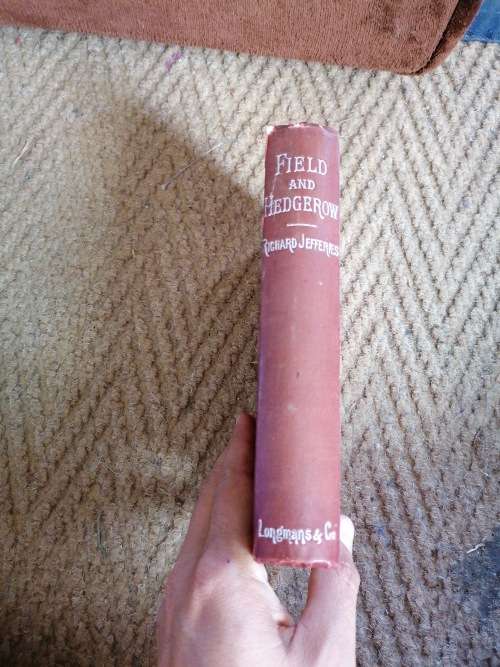 FIELD
AND
HEDGEROW
RICHARD JEFFERIES
Longmans & Co